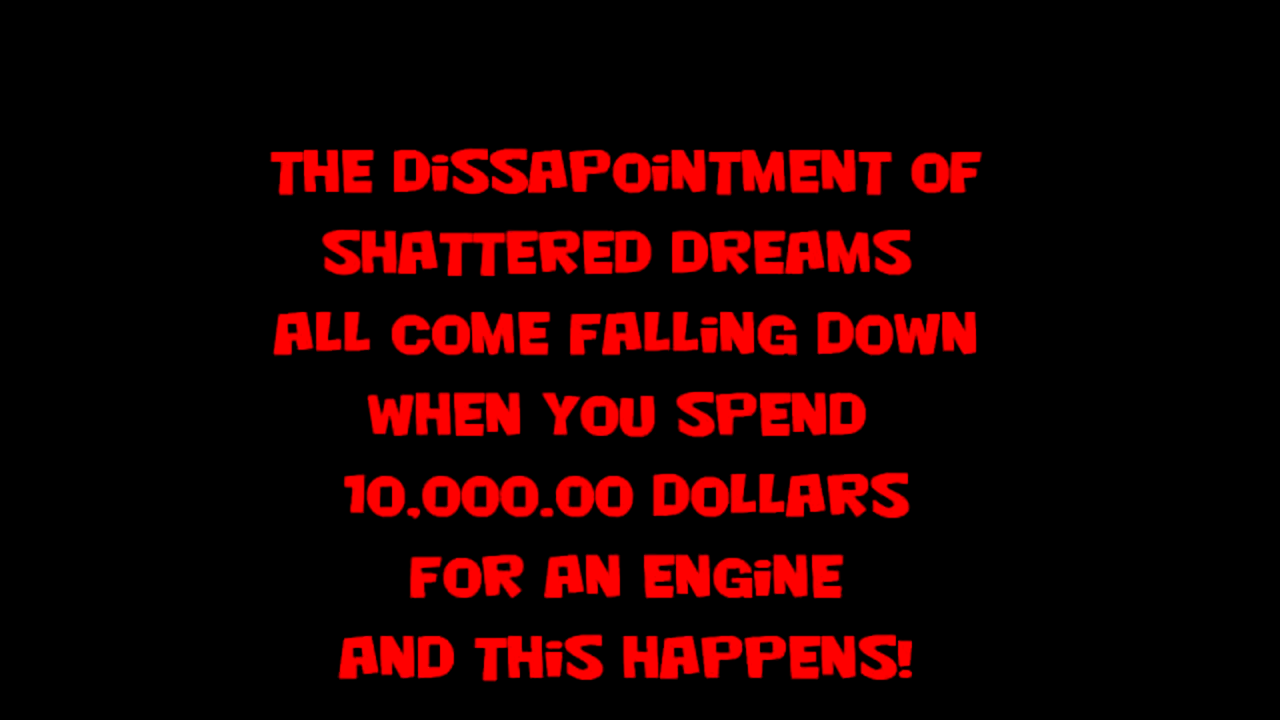 THE DiSSAPOiNTMENT OF
SHATTERED DREAMS
ALL COME FALLiNG DOWN
WHEN YOU SPEND
10,000.00 DOLLARS
FOR AN ENGiNE
AND THiS HAPPENS!